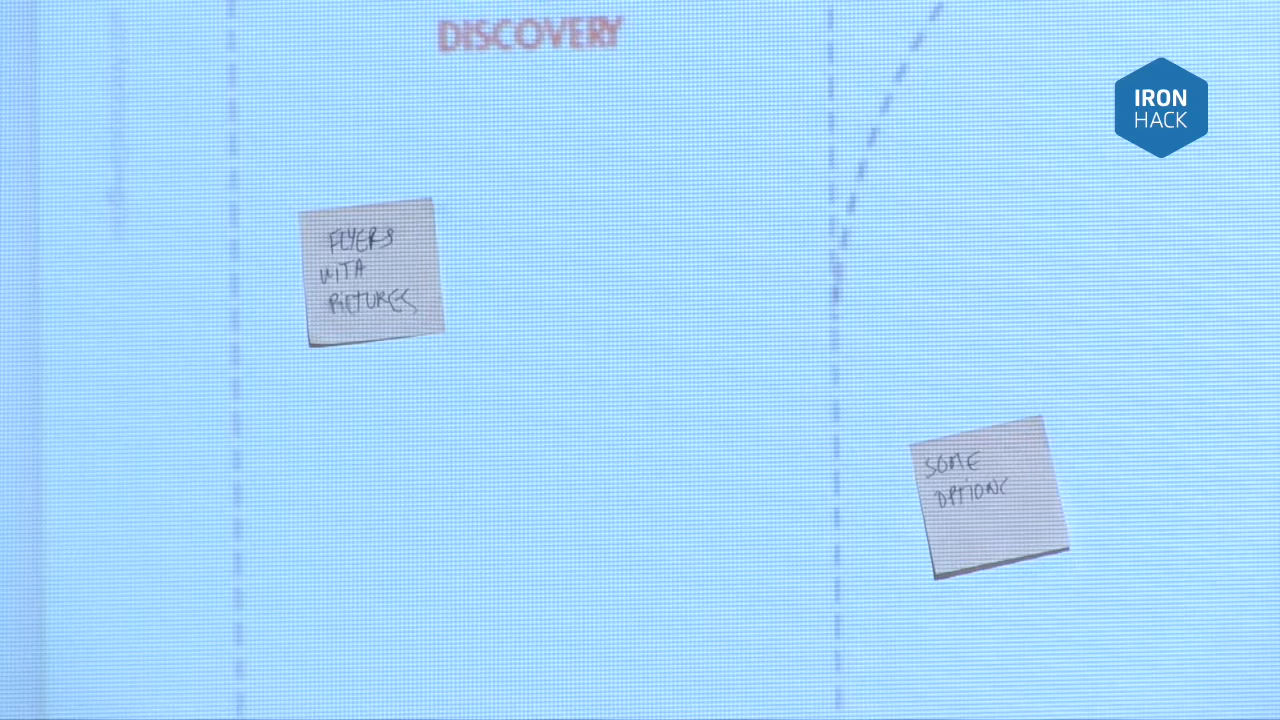 DISCOVERY
IRON
HACK
FLYERS
WITH
PICTURES
SOME
OPTIONS